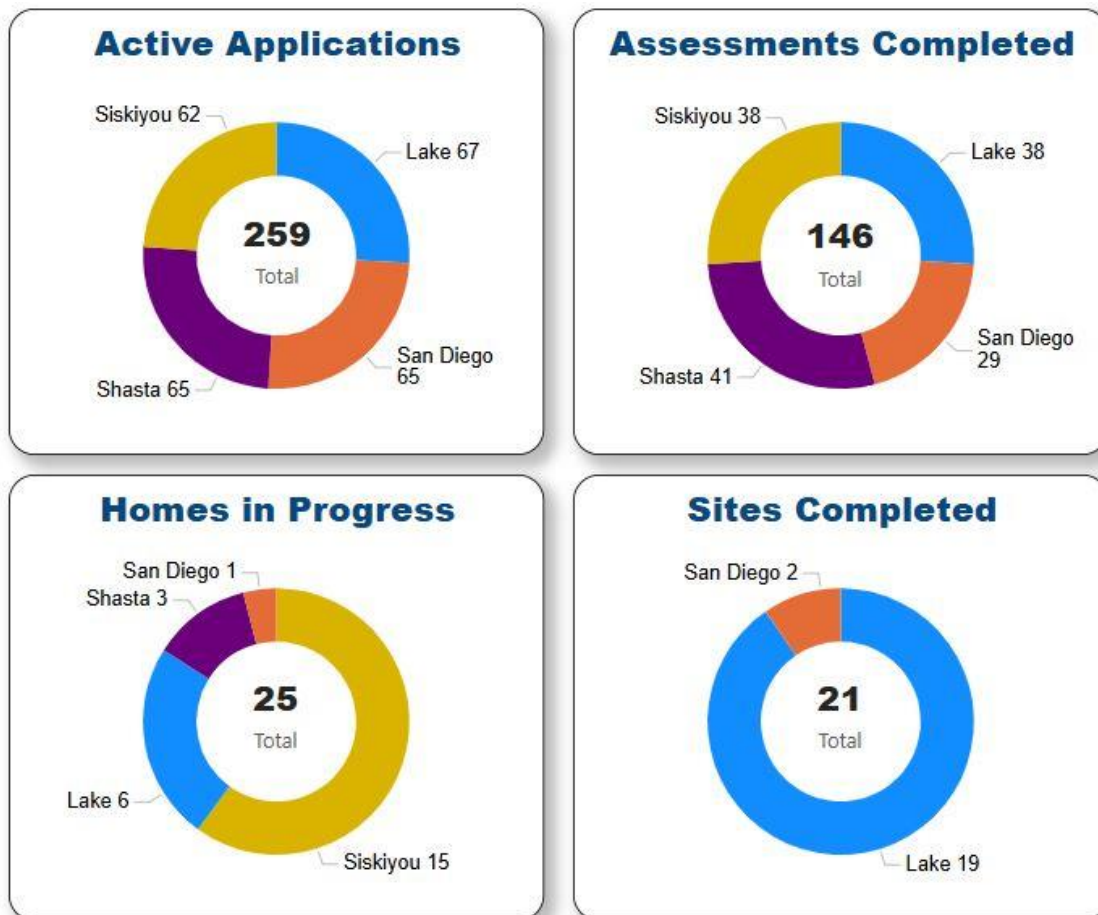 Active Applications
Siskiyou 62
Lake 67
259
Total
San Diego
65
Shasta 65
Assessments Completed
Siskiyou 38
Lake 38
146
Total
San Diego
29
Shasta 41
Homes in Progress
San Diego 1
Shasta 3
25
Total
Lake 6
Siskiyou 15
Sites Completed
San Diego 2
21
Total
Lake 19